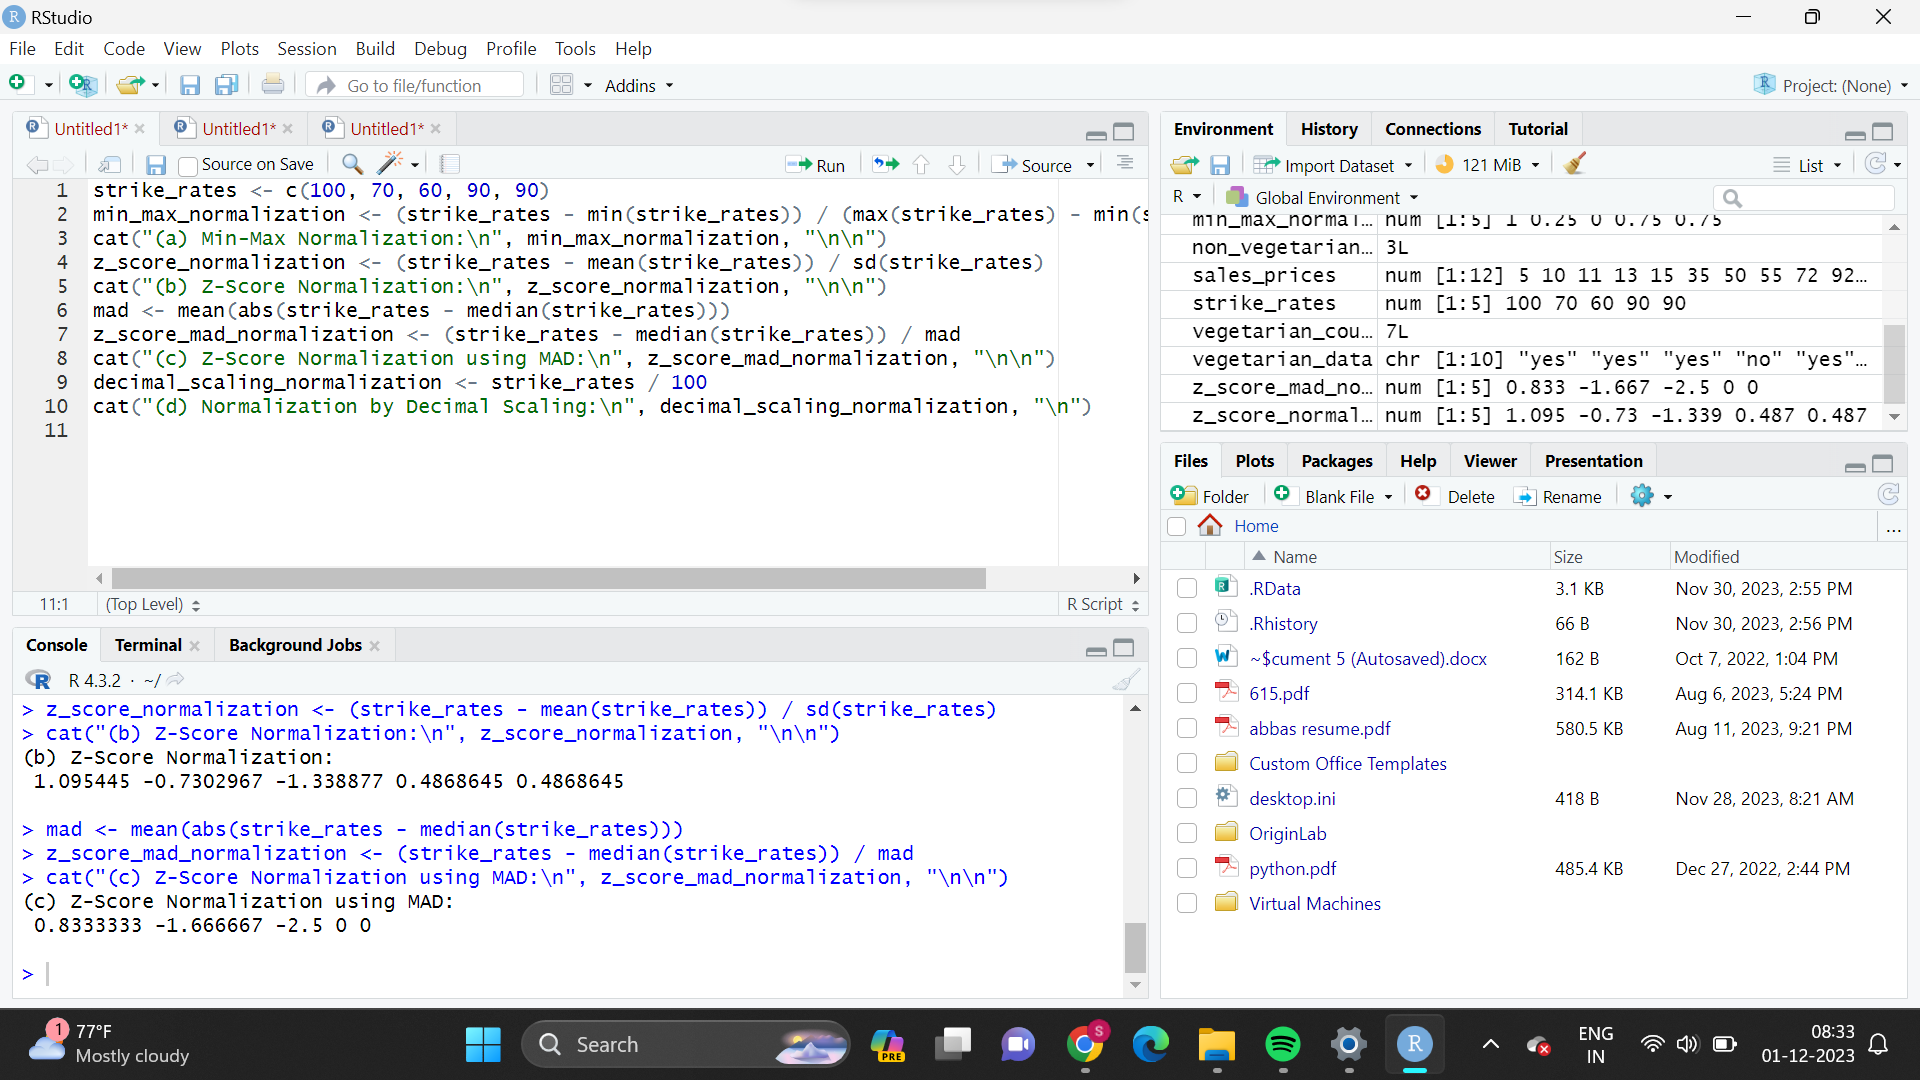 RStudio
File Edit Code View Plots Session Build Debug Profile Tools Help
Go to file/function Addins Project: (None)
Untitled1* Untitled1* Untitled1*
Source on Save Run Source
1 strike_rates <- c(100, 70, 60, 90, 90)
2 min_max_normalization <- (strike_rates - min(strike_rates)) / (max(strike_rates) - min(s
3 cat("(a) Min-Max Normalization:\n", min_max_normalization, "\n\n")
4 z_score_normalization <- (strike_rates - mean(strike_rates)) / sd(strike_rates)
5 cat("(b) Z-Score Normalization:\n", z_score_normalization, "\n\n")
6 mad <- mean(abs(strike_rates - median(strike_rates)))
7 z_score_mad_normalization <- (strike_rates - median(strike_rates)) / mad
8 cat("(c) Z-Score Normalization using MAD:\n", z_score_mad_normalization, "\n\n")
9 decimal_scaling_normalization <- strike_rates / 100
10 cat("(d) Normalization by Decimal Scaling:\n", decimal_scaling_normalization, "\n")
11
11:1 (Top Level) R Script
Console Terminal Background Jobs
R 4.3.2 · ~/
> z_score_normalization <- (strike_rates - mean(strike_rates)) / sd(strike_rates)
> cat("(b) Z-Score Normalization:\n", z_score_normalization, "\n\n")
(b) Z-Score Normalization:
1.095445 -0.7302967 -1.338877 0.4868645 0.4868645
> mad <- mean(abs(strike_rates - median(strike_rates)))
> z_score_mad_normalization <- (strike_rates - median(strike_rates)) / mad
> cat("(c) Z-Score Normalization using MAD:\n", z_score_mad_normalization, "\n\n")
(c) Z-Score Normalization using MAD:
0.8333333 -1.666667 -2.5 0 0
>
Environment History Connections Tutorial
Import Dataset 121 MiB List
R Global Environment
min_max_normal… num [1:5] 1 0.25 0 0.75 0.75
non_vegetarian… 3L
sales_prices num [1:12] 5 10 11 13 15 35 50 55 72 92…
strike_rates num [1:5] 100 70 60 90 90
vegetarian_cou… 7L
vegetarian_data chr [1:10] "yes" "yes" "yes" "no" "yes"…
z_score_mad_no… num [1:5] 0.833 -1.667 -2.5 0 0
z_score_normal… num [1:5] 1.095 -0.73 -1.339 0.487 0.487
Files Plots Packages Help Viewer Presentation
Folder Blank File Delete Rename
Home ...
Name Size Modified
.RData 3.1 KB Nov 30, 2023, 2:55 PM
.Rhistory 66 B Nov 30, 2023, 2:56 PM
~$cument 5 (Autosaved).docx 162 B Oct 7, 2022, 1:04 PM
615.pdf 314.1 KB Aug 6, 2023, 5:24 PM
abbas resume.pdf 580.5 KB Aug 11, 2023, 9:21 PM
Custom Office Templates
desktop.ini 418 B Nov 28, 2023, 8:21 AM
OriginLab
python.pdf 485.4 KB Dec 27, 2022, 2:44 PM
Virtual Machines
1 77°F
Mostly cloudy
Search
PRE
S
R
ENG
IN
08:33
01-12-2023